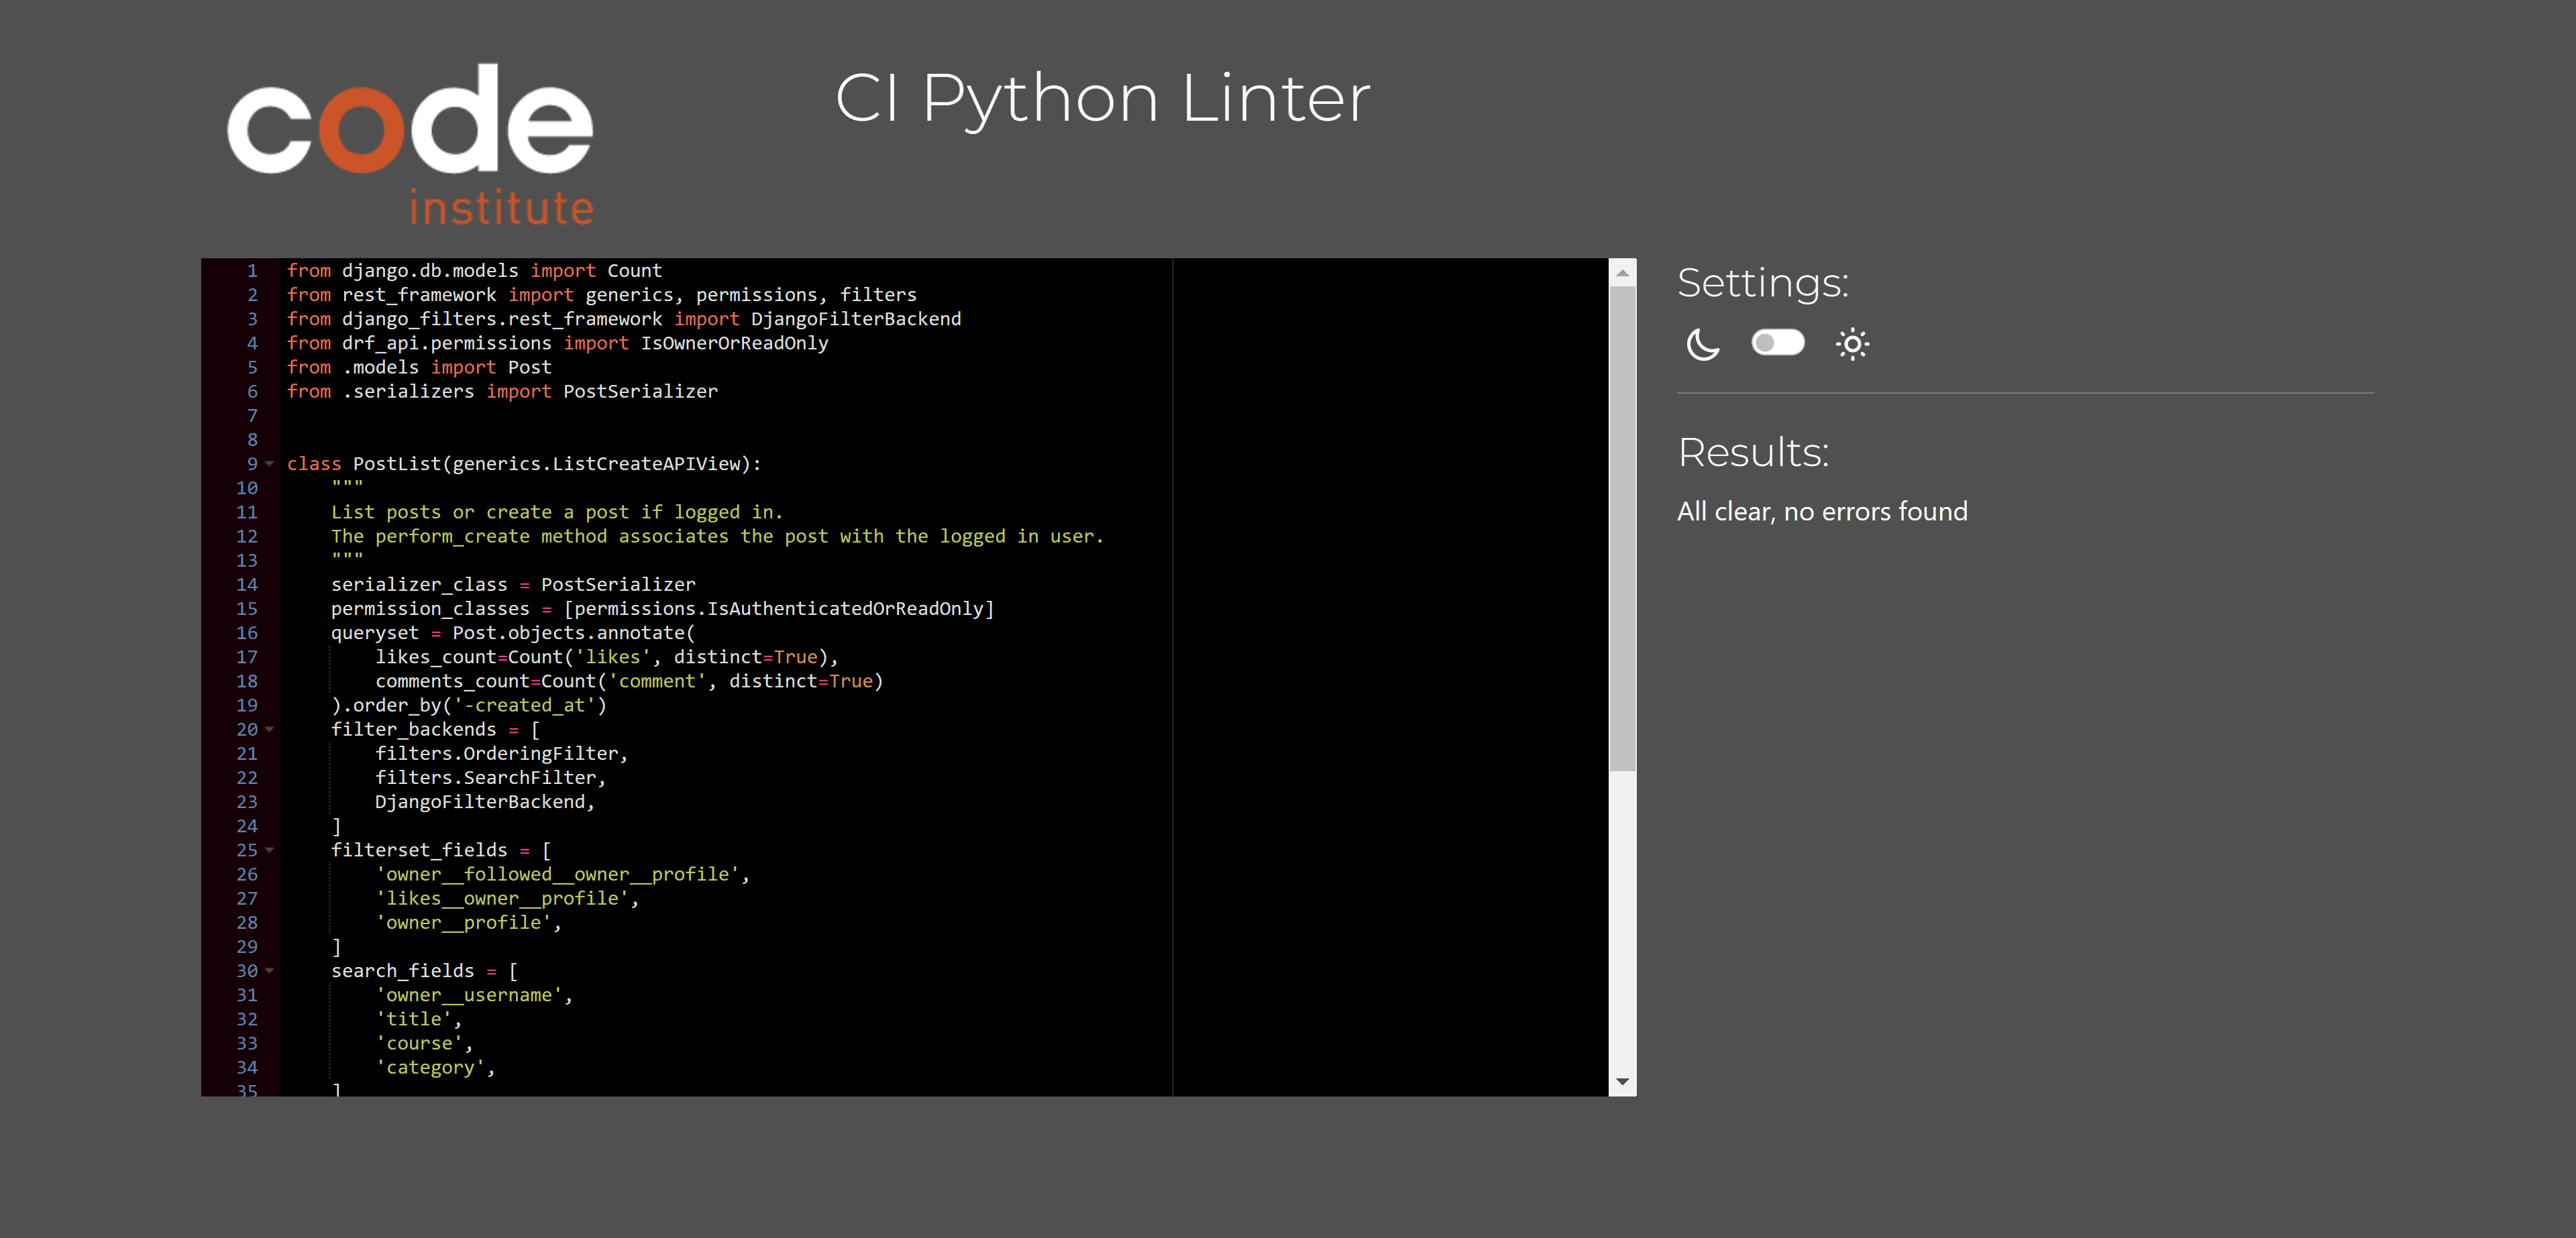 code
institute
CI Python Linter
1 from django.db.models import Count
2 from rest_framework import generics, permissions, filters
3 from django_filters.rest_framework import DjangoFilterBackend
4 from drf_api.permissions import IsOwnerOrReadOnly
5 from .models import Post
6 from .serializers import PostSerializer
7
8
9 class PostList(generics.ListCreateAPIView):
10     """
11     List posts or create a post if logged in.
12     The perform_create method associates the post with the logged in user.
13     """
14     serializer_class = PostSerializer
15     permission_classes = [permissions.IsAuthenticatedOrReadOnly]
16     queryset = Post.objects.annotate(
17         likes_count=Count('likes', distinct=True),
18         comments_count=Count('comment', distinct=True)
19     ).order_by('-created_at')
20     filter_backends = [
21         filters.OrderingFilter,
22         filters.SearchFilter,
23         DjangoFilterBackend,
24     ]
25     filterset_fields = [
26         'owner__followed__owner__profile',
27         'likes__owner__profile',
28         'owner__profile',
29     ]
30     search_fields = [
31         'owner__username',
32         'title',
33         'course',
34         'category',
35     ]
Settings:
Results:
All clear, no errors found